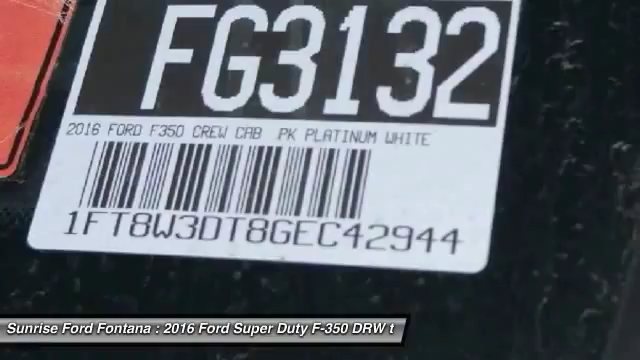 FG3132
2016 FORD F350 CREW CAB PK PLATINUM WHITE
1FT8W3DT8GEC42944
Sunrise Ford Fontana : 2016 Ford Super Duty F-350 DRW t